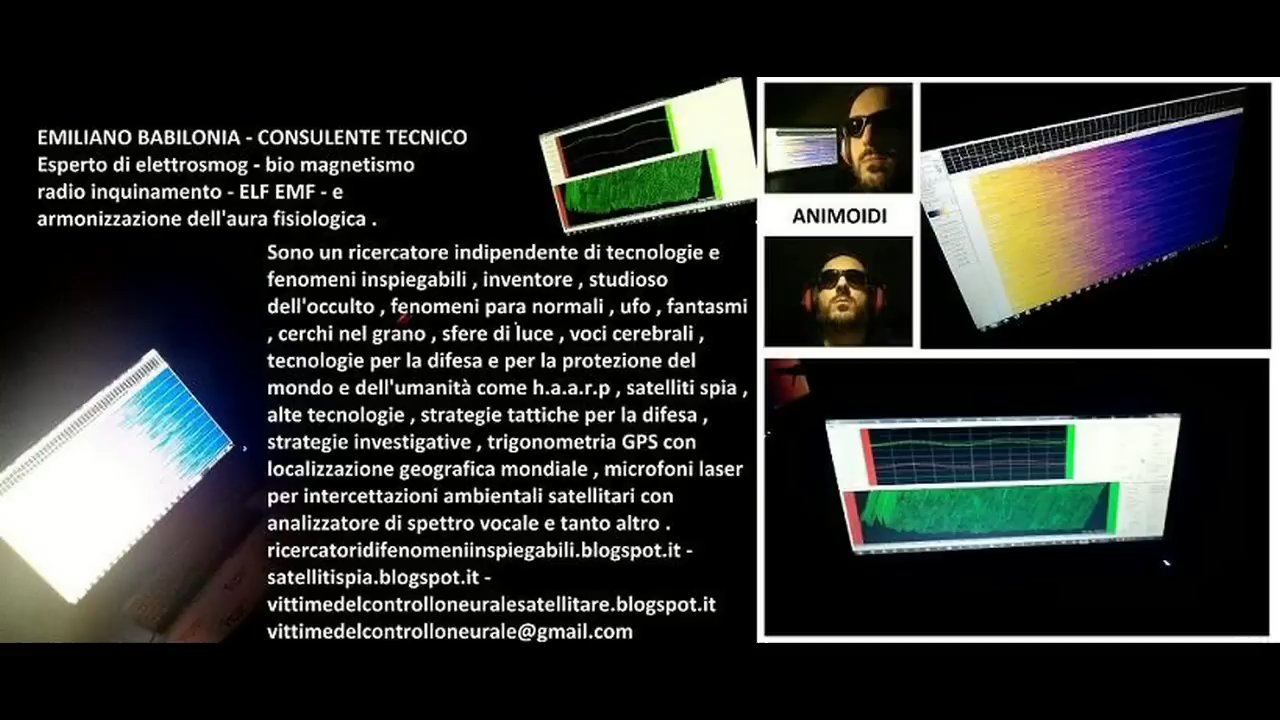 EMILIANO BABILONIA - CONSULENTE TECNICO
Esperto di elettrosmog - bio magnetismo
radio inquinamento - ELF EMF - e
armonizzazione dell'aura fisiologica .
Sono un ricercatore indipendente di tecnologie e
fenomeni inspiegabili , inventore , studioso
dell'occulto , fenomeni para normali , ufo , fantasmi
, cerchi nel grano , sfere di luce , voci cerebrali ,
tecnologie per la difesa e per la protezione del
mondo e dell'umanità come h.a.a.r.p , satelliti spia ,
alte tecnologie , strategie tattiche per la difesa ,
strategie investigative , trigonometria GPS con
localizzazione geografica mondiale , microfoni laser
per intercettazioni ambientali satellitari con
analizzatore di spettro vocale e tanto altro .
ricercatoridifenomeniinspiegabili.blogspot.it -
satellitispia.blogspot.it -
vittimedelcontrolloneuralesatellitare.blogspot.it
vittimedelcontrolloneurale@gmail.com
ANIMOIDI